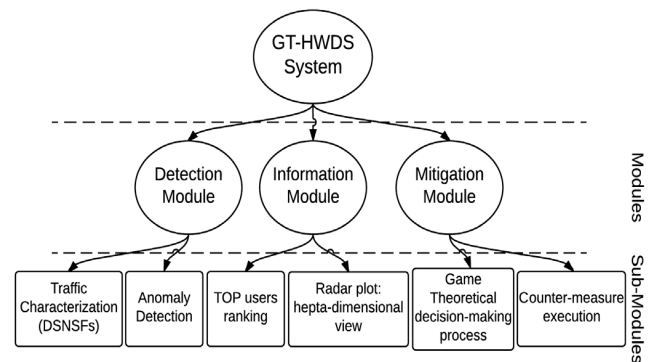 GT-HWDS
System
Detection
Module
Information
Module
Mitigation
Module
Modules
Traffic
Characterization
(DSNSFs)
Anomaly
Detection
TOP users
ranking
Radar plot:
hepta-dimensional
view
Game
Theoretical
decision-making
process
Counter-measure
execution
Sub-Modules